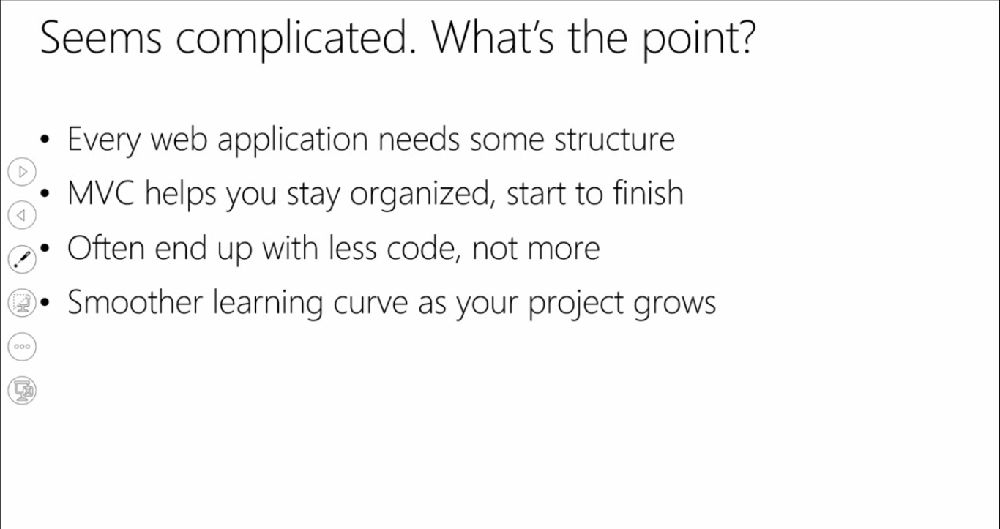 Seems complicated. What's the point?
• Every web application needs some structure
• MVC helps you stay organized, start to finish
• Often end up with less code, not more
• Smoother learning curve as your project grows